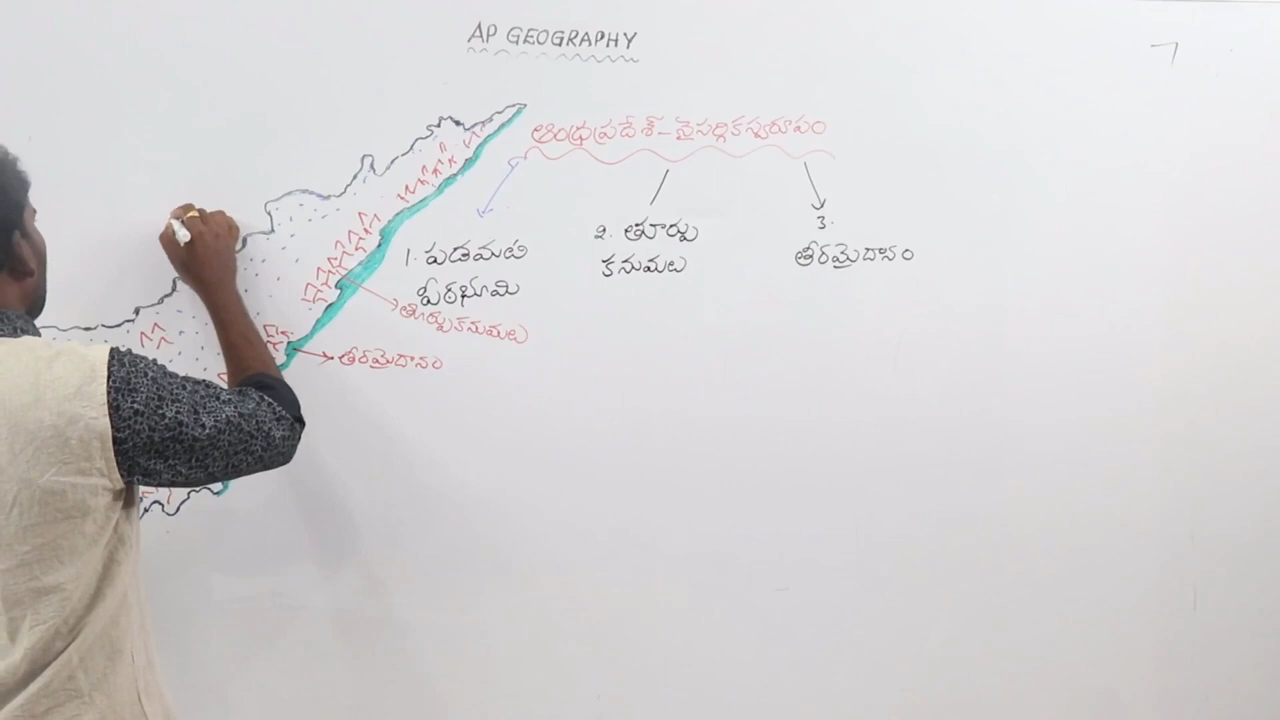 AP GEOGRAPHY
ఆంధ్రప్రదేశ్ - నైసర్గికస్వరూపం
1. పడమటి
పీఠభూమి
2. తూర్పు
కనుమలు
3.
తీరమైదానం
తూర్పుకనుమలు
తీరమైదానం